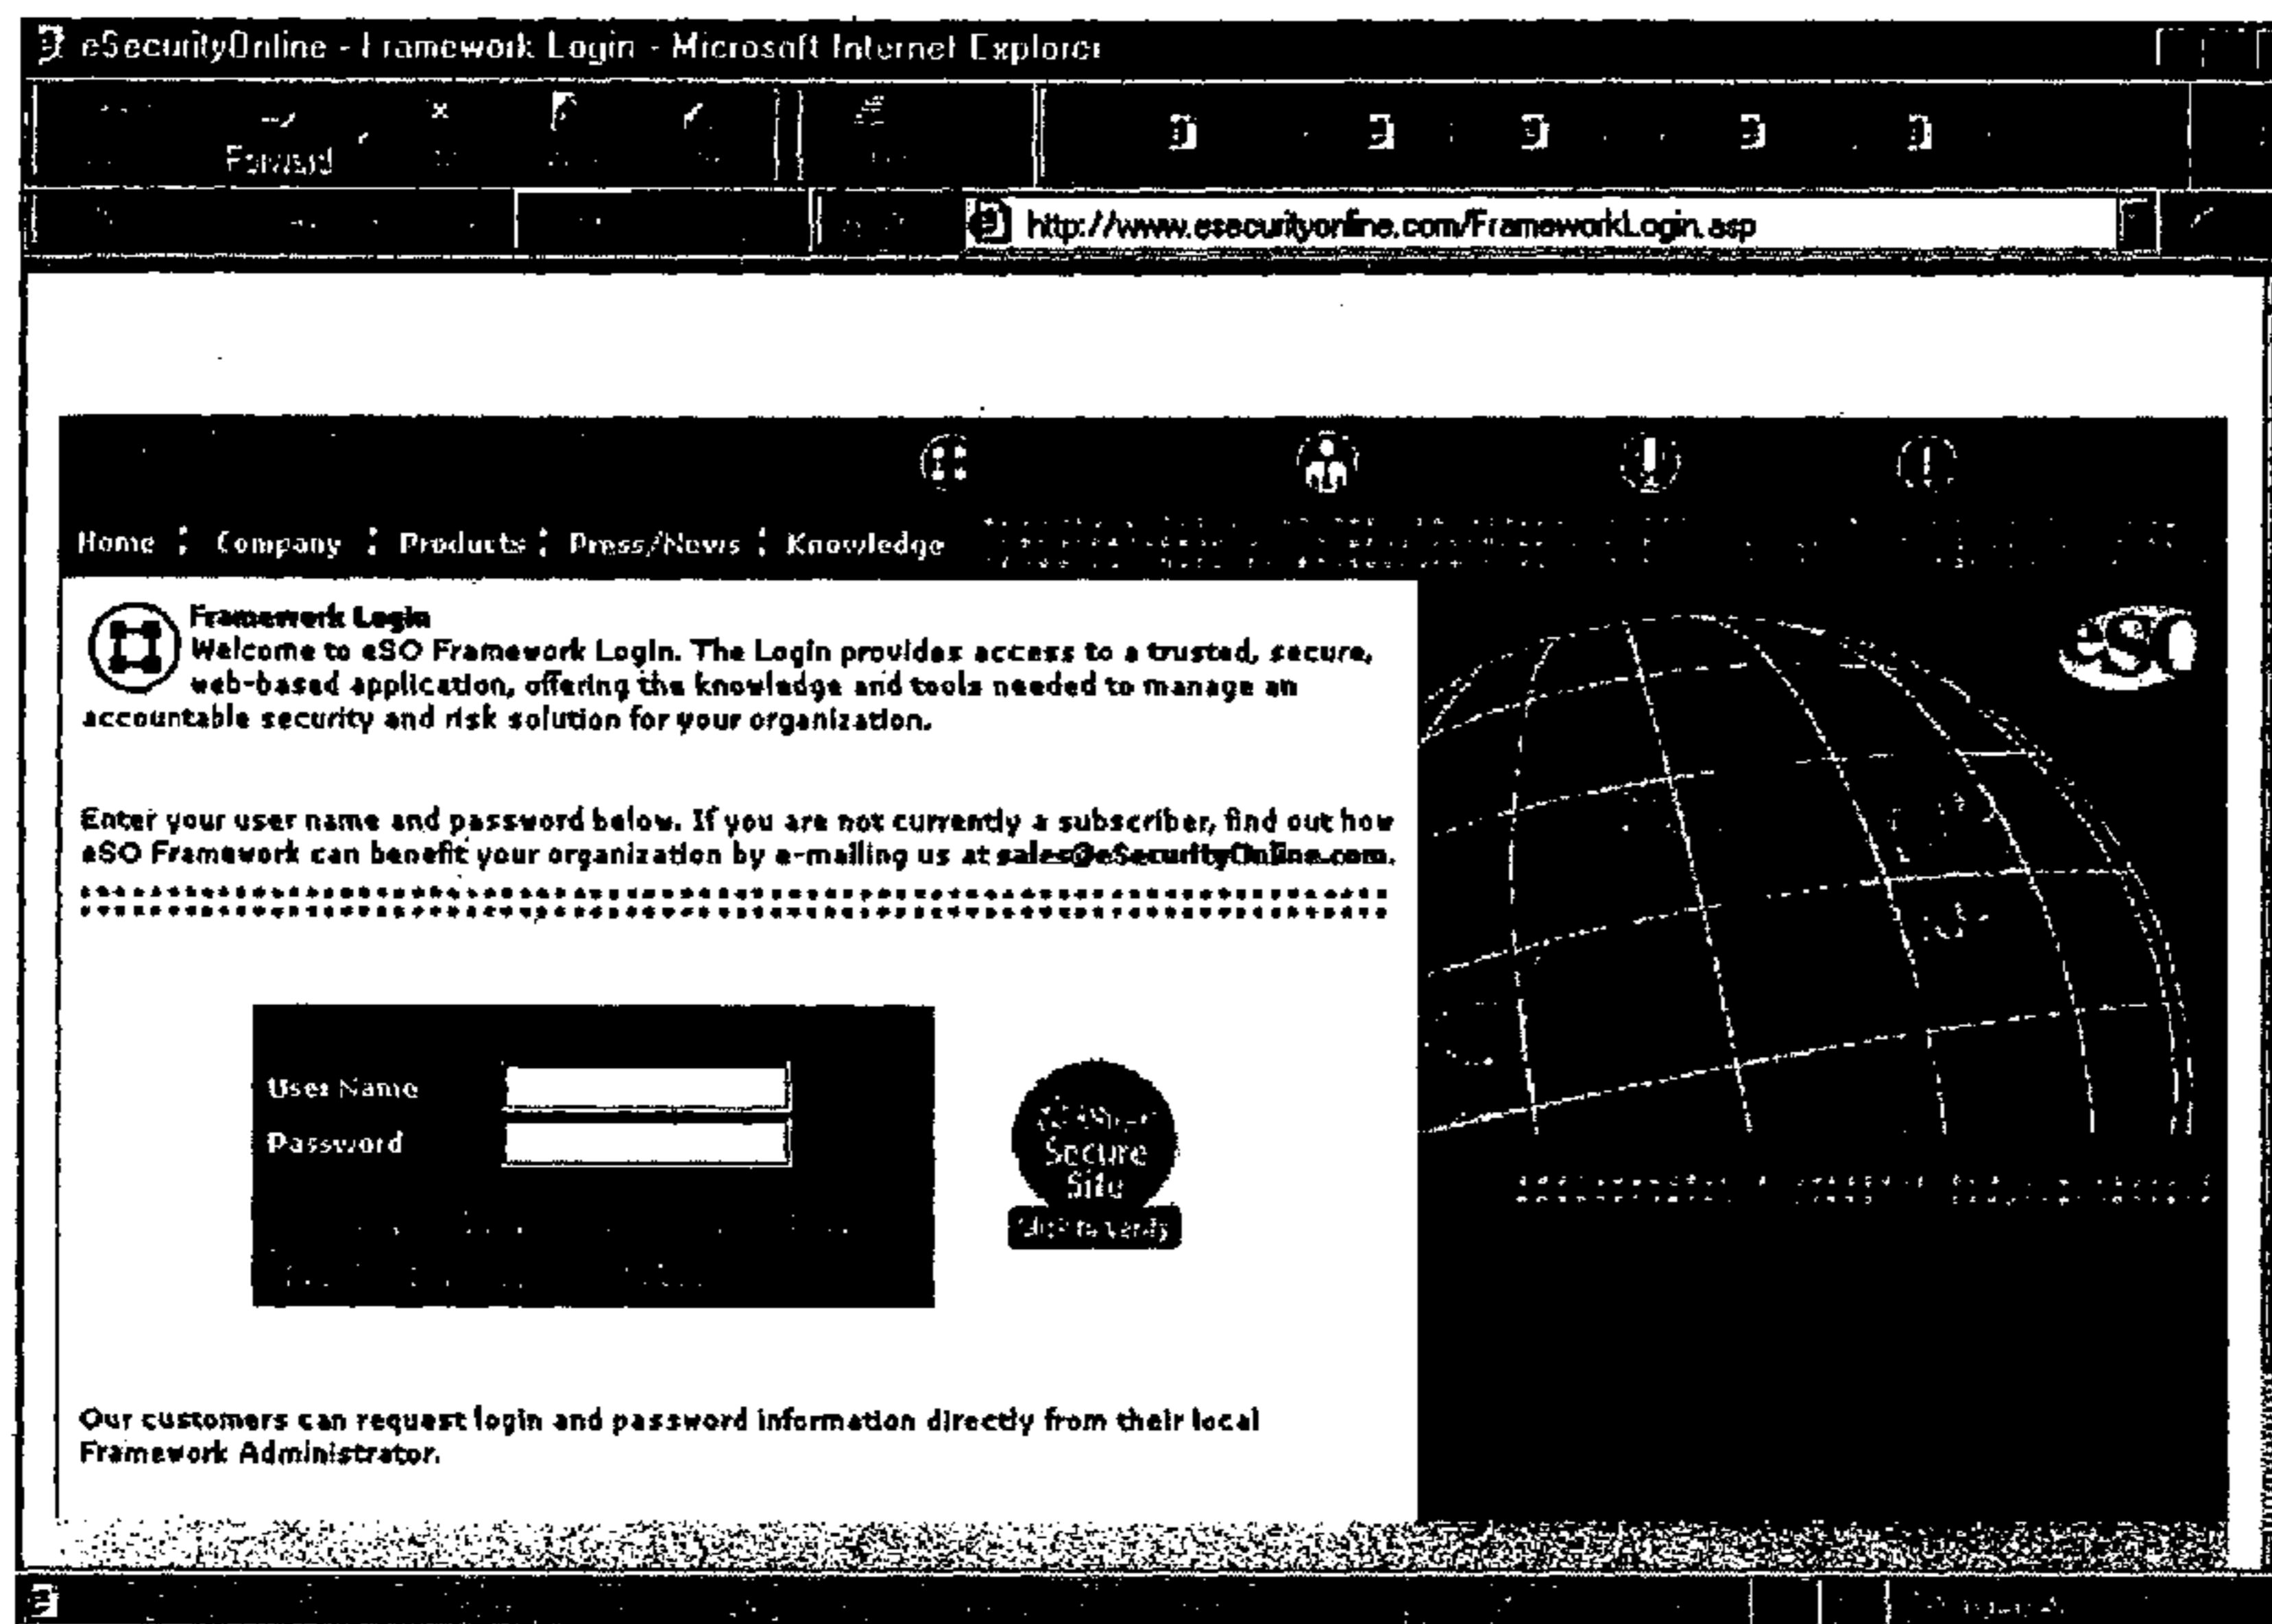 eSecurityOnline - Framework Login - Microsoft Internet Explorer
Forward
http://www.esecurityonline.com/FrameworkLogin.asp
Home : Company : Products : Press/News : Knowledge
Framework Login
Welcome to eSO Framework Login. The Login provides access to a trusted, secure,
web-based application, offering the knowledge and tools needed to manage an
accountable security and risk solution for your organization.
eSO
Enter your user name and password below. If you are not currently a subscriber, find out how
eSO Framework can benefit your organization by e-mailing us at sales@eSecurityOnline.com.
User Name
Password
Secure
Site
Click to verify
Our customers can request login and password information directly from their local
Framework Administrator.